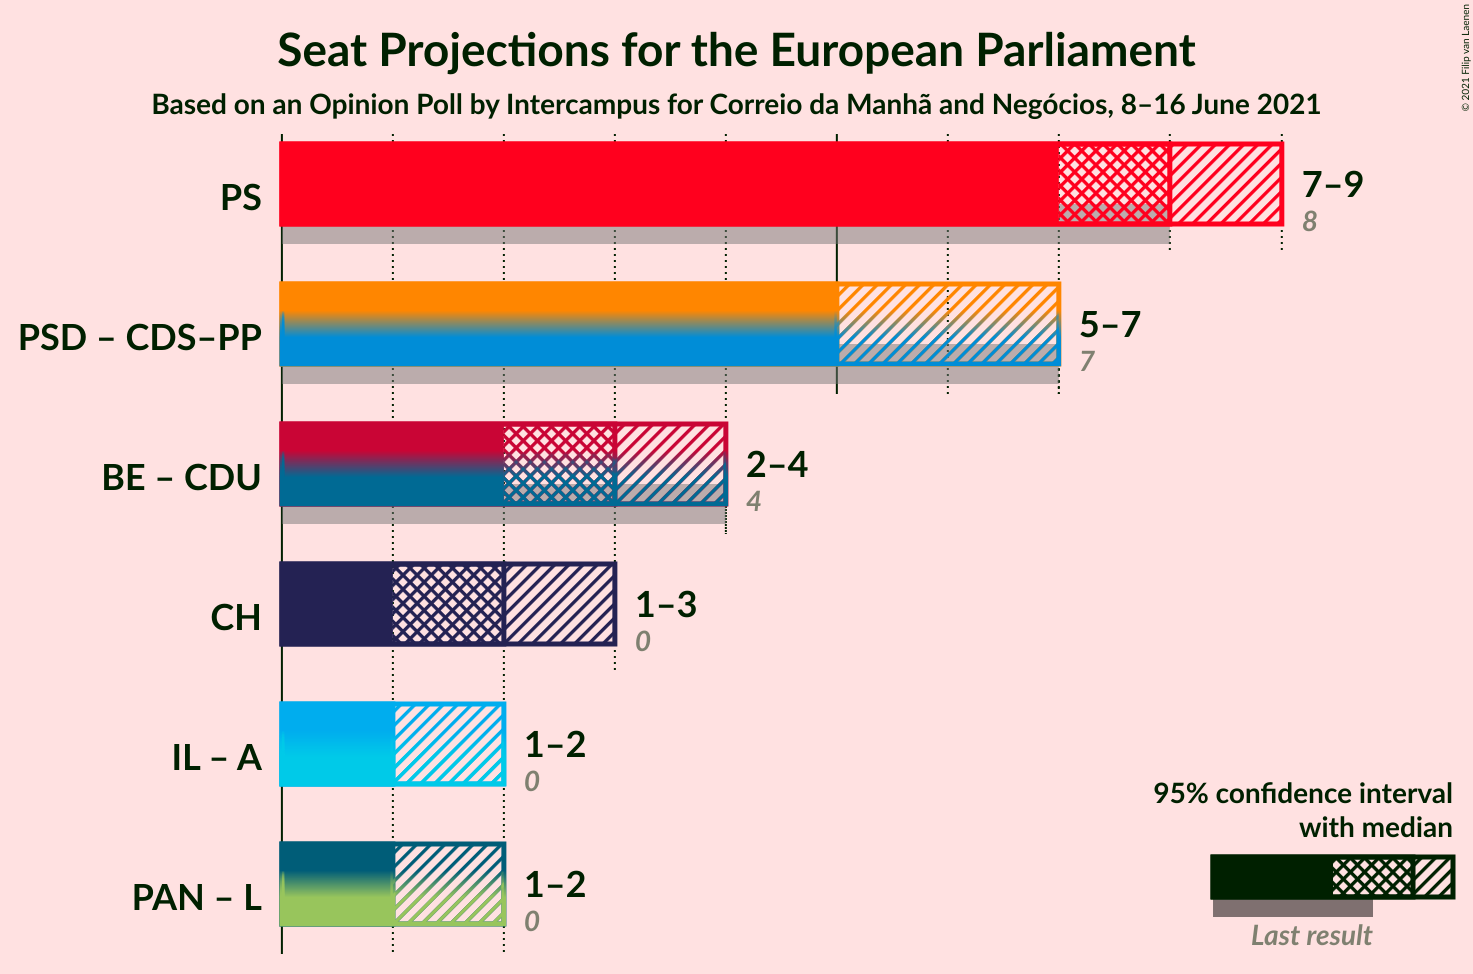 Seat Projections for the European Parliament
Based on an Opinion Poll by Intercampus for Correio da Manhã and Negócios, 8–16 June 2021
© 2021 Filip van Laenen
PS
7–9
8
PSD – CDS–PP
5–7
7
BE – CDU
2–4
4
CH
1–3
0
IL – A
1–2
0
PAN – L
1–2
0
95% confidence interval
with median
Last result